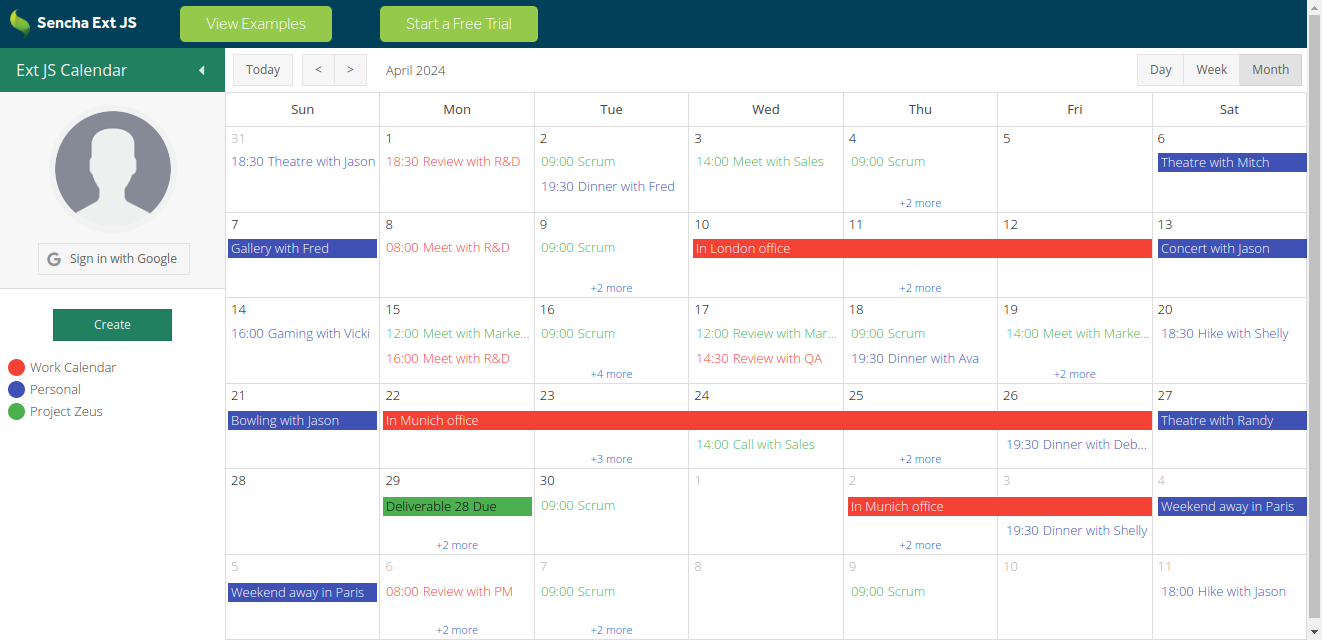 Sencha Ext JS
View Examples
Start a Free Trial
Ext JS Calendar
Today
<
>
April 2024
Day
Week
Month
Sign in with Google
Create
Work Calendar
Personal
Project Zeus
Sun Mon Tue Wed Thu Fri Sat
31 1 2 3 4 5 6
18:30 Theatre with Jason 18:30 Review with R&D 09:00 Scrum 14:00 Meet with Sales 09:00 Scrum Theatre with Mitch
19:30 Dinner with Fred
+2 more
7 8 9 10 11 12 13
Gallery with Fred 08:00 Meet with R&D 09:00 Scrum In London office Concert with Jason
+2 more +2 more
14 15 16 17 18 19 20
16:00 Gaming with Vicki 12:00 Meet with Marke... 09:00 Scrum 12:00 Review with Mar... 09:00 Scrum 14:00 Meet with Marke... 18:30 Hike with Shelly
16:00 Meet with R&D 14:30 Review with QA 19:30 Dinner with Ava
+4 more +2 more
21 22 23 24 25 26 27
Bowling with Jason In Munich office Theatre with Randy
14:00 Call with Sales 19:30 Dinner with Deb...
+3 more +2 more
28 29 30 1 2 3 4
Deliverable 28 Due 09:00 Scrum In Munich office Weekend away in Paris
19:30 Dinner with Shelly
+2 more +2 more
5 6 7 8 9 10 11
Weekend away in Paris 08:00 Review with PM 09:00 Scrum 09:00 Scrum 18:00 Hike with Jason
+2 more +2 more